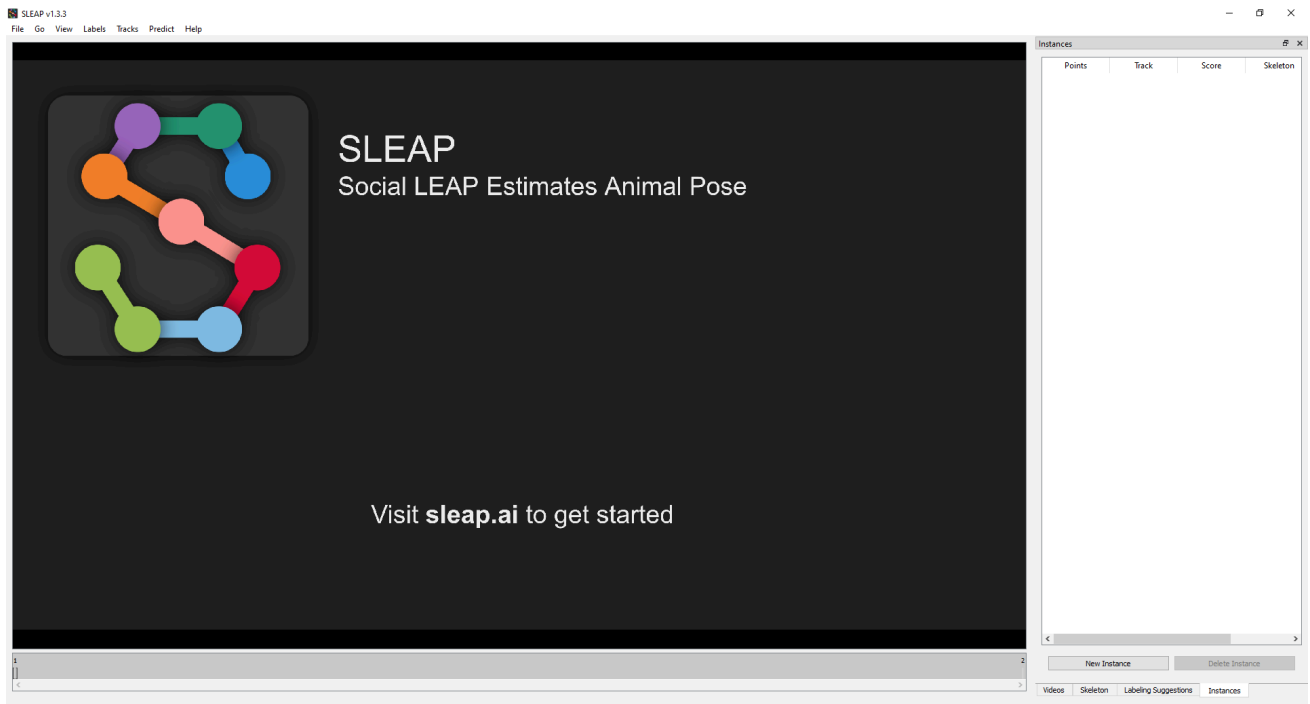 SLEAP v1.3.3
File Go View Labels Tracks Predict Help
Instances
Points Track Score Skeleton
SLEAP
Social LEAP Estimates Animal Pose
Visit sleap.ai to get started
1 2
New Instance Delete Instance
Videos Skeleton Labeling Suggestions Instances